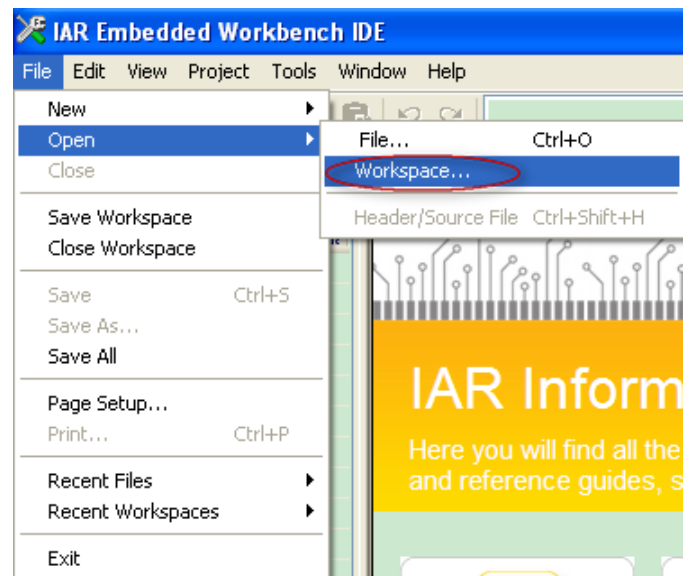 IAR Embedded Workbench IDE
File Edit View Project Tools Window Help
New
Open
File... Ctrl+O
Close
Workspace...
Save Workspace
Header/Source File Ctrl+Shift+H
Close Workspace
Save Ctrl+S
Save As...
Save All
Page Setup...
IAR Inform
Print... Ctrl+P
Here you will find all the
Recent Files
and reference guides, s
Recent Workspaces
Exit